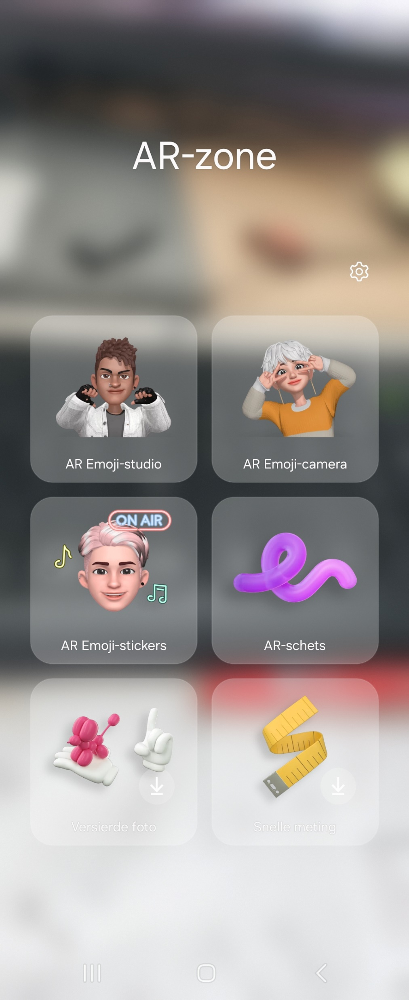 AR-zone
AR Emoji-studio
AR Emoji-camera
ON AIR
AR Emoji-stickers
AR-schets
Versierde foto
Snelle meting